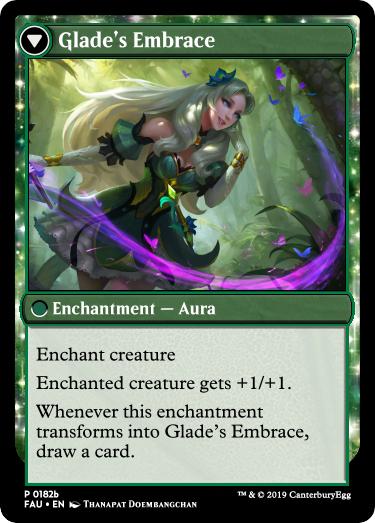 Glade's Embrace
Enchantment — Aura
Enchant creature
Enchanted creature gets +1/+1.
Whenever this enchantment
transforms into Glade's Embrace,
draw a card.
P 0182b
FAU • EN Thanapat Doembangchan
™ & © 2019 CanterburyEgg